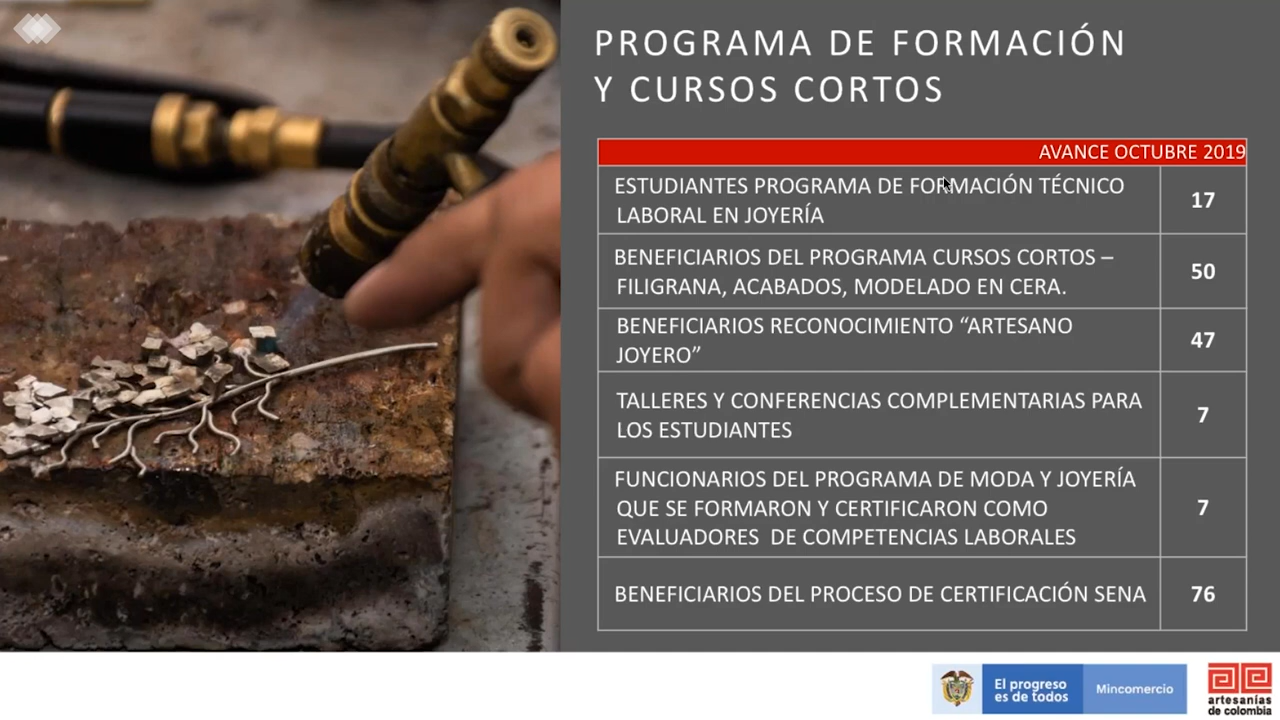 PROGRAMA DE FORMACIÓN
Y CURSOS CORTOS
AVANCE OCTUBRE 2019
ESTUDIANTES PROGRAMA DE FORMACIÓN TÉCNICO
LABORAL EN JOYERÍA
17
BENEFICIARIOS DEL PROGRAMA CURSOS CORTOS –
FILIGRANA, ACABADOS, MODELADO EN CERA.
50
BENEFICIARIOS RECONOCIMIENTO “ARTESANO
JOYERO”
47
TALLERES Y CONFERENCIAS COMPLEMENTARIAS PARA
LOS ESTUDIANTES
7
FUNCIONARIOS DEL PROGRAMA DE MODA Y JOYERÍA
QUE SE FORMARON Y CERTIFICARON COMO
EVALUADORES DE COMPETENCIAS LABORALES
7
BENEFICIARIOS DEL PROCESO DE CERTIFICACIÓN SENA
76
El progreso
es de todos
Mincomercio
artesanías
de colombia